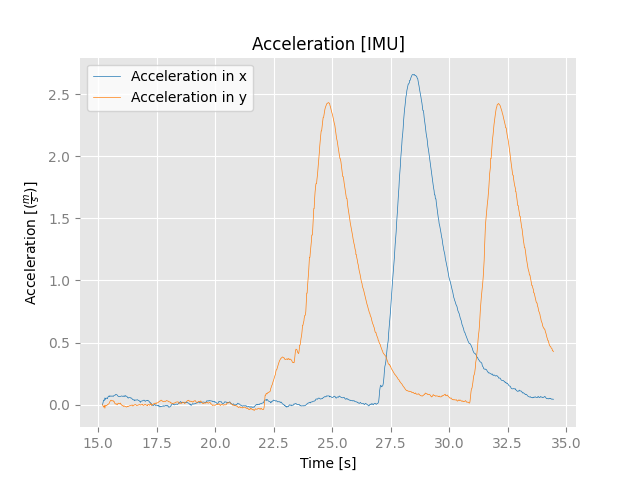 Acceleration [IMU]
Acceleration in x
Acceleration in y
Acceleration [(m/s)]
2.5
2.0
1.5
1.0
0.5
0.0
15.0 17.5 20.0 22.5 25.0 27.5 30.0 32.5 35.0
Time [s]